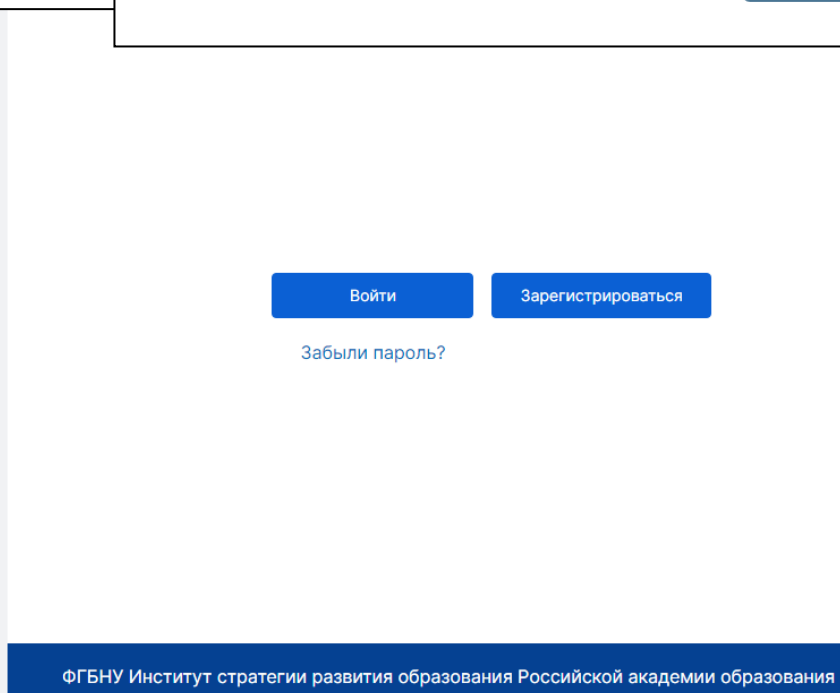 Войти
Зарегистрироваться
Забыли пароль?
ФГБНУ Институт стратегии развития образования Российской академии образования